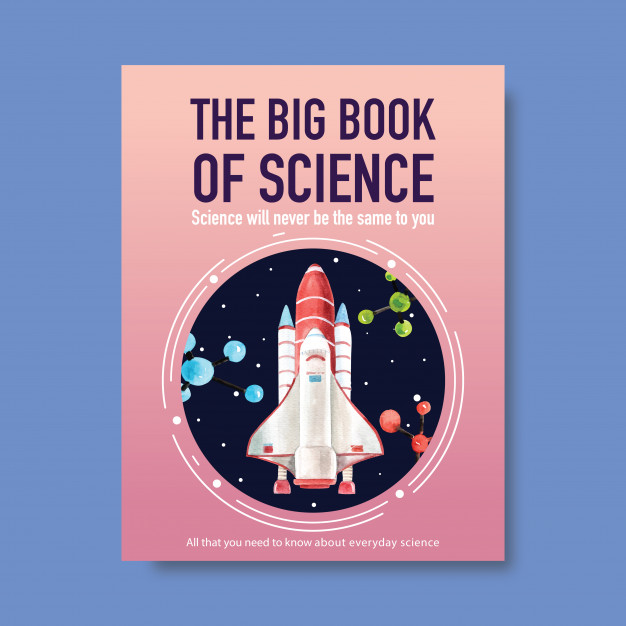 THE BIG BOOK
OF SCIENCE
Science will never be the same to you
All that you need to know about everyday science